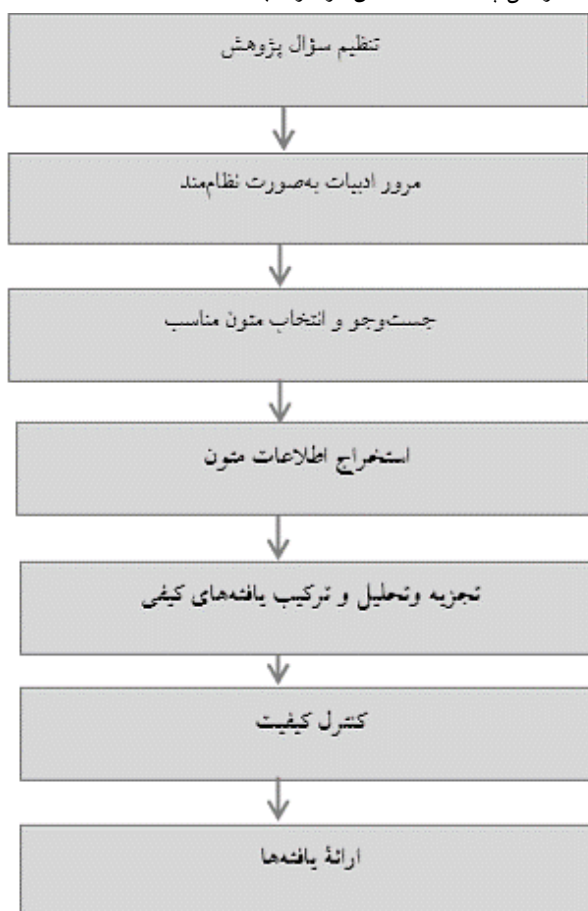 تنظیم سؤال پژوهش
مرور ادبیات به‌صورت نظام‌مند
جست‌وجو و انتخاب متون مناسب
استخراج اطلاعات متون
تجزیه وتحلیل و ترکیب یافته‌های کیفی
کنترل کیفیت
ارائهٔ یافته‌ها